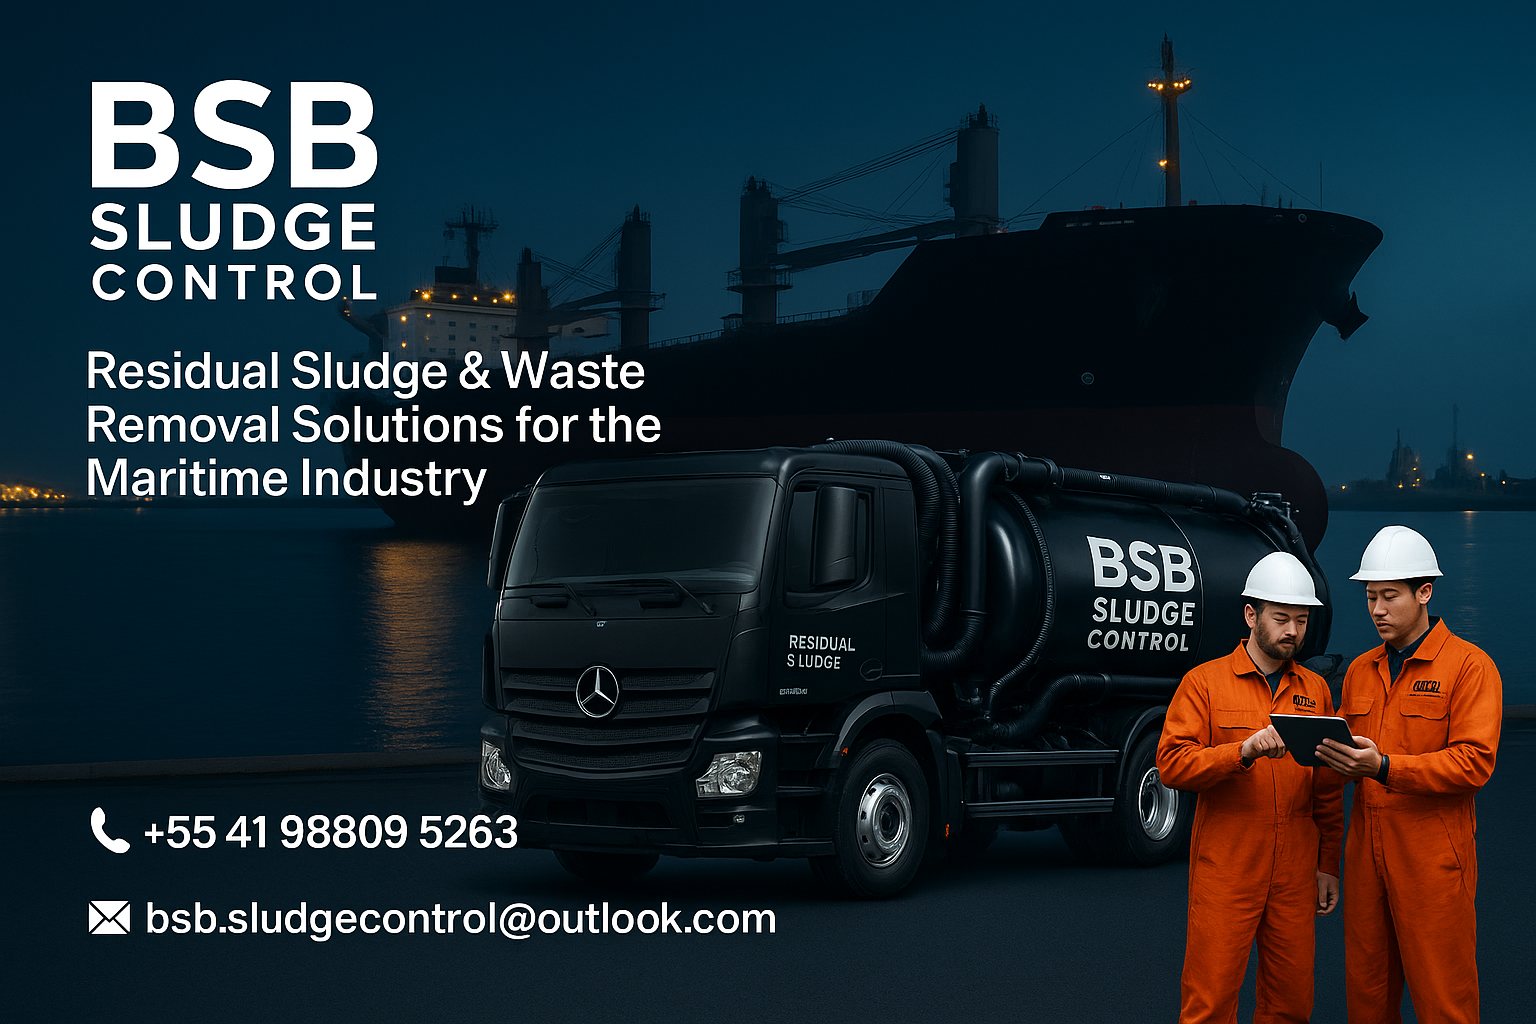 BSB
SLUDGE
CONTROL
Residual Sludge & Waste
Removal Solutions for the
Maritime Industry
RESIDUAL
SLUDGE
BSB
SLUDGE
CONTROL
+55 41 98809 5263
bsb.sludgecontrol@outlook.com